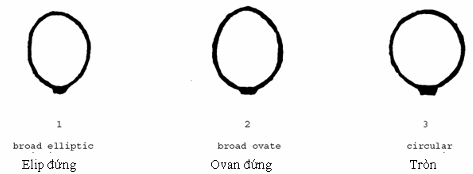 1 2 3
broad elliptic broad ovate circular
Elip đứng Ovan đứng Tròn